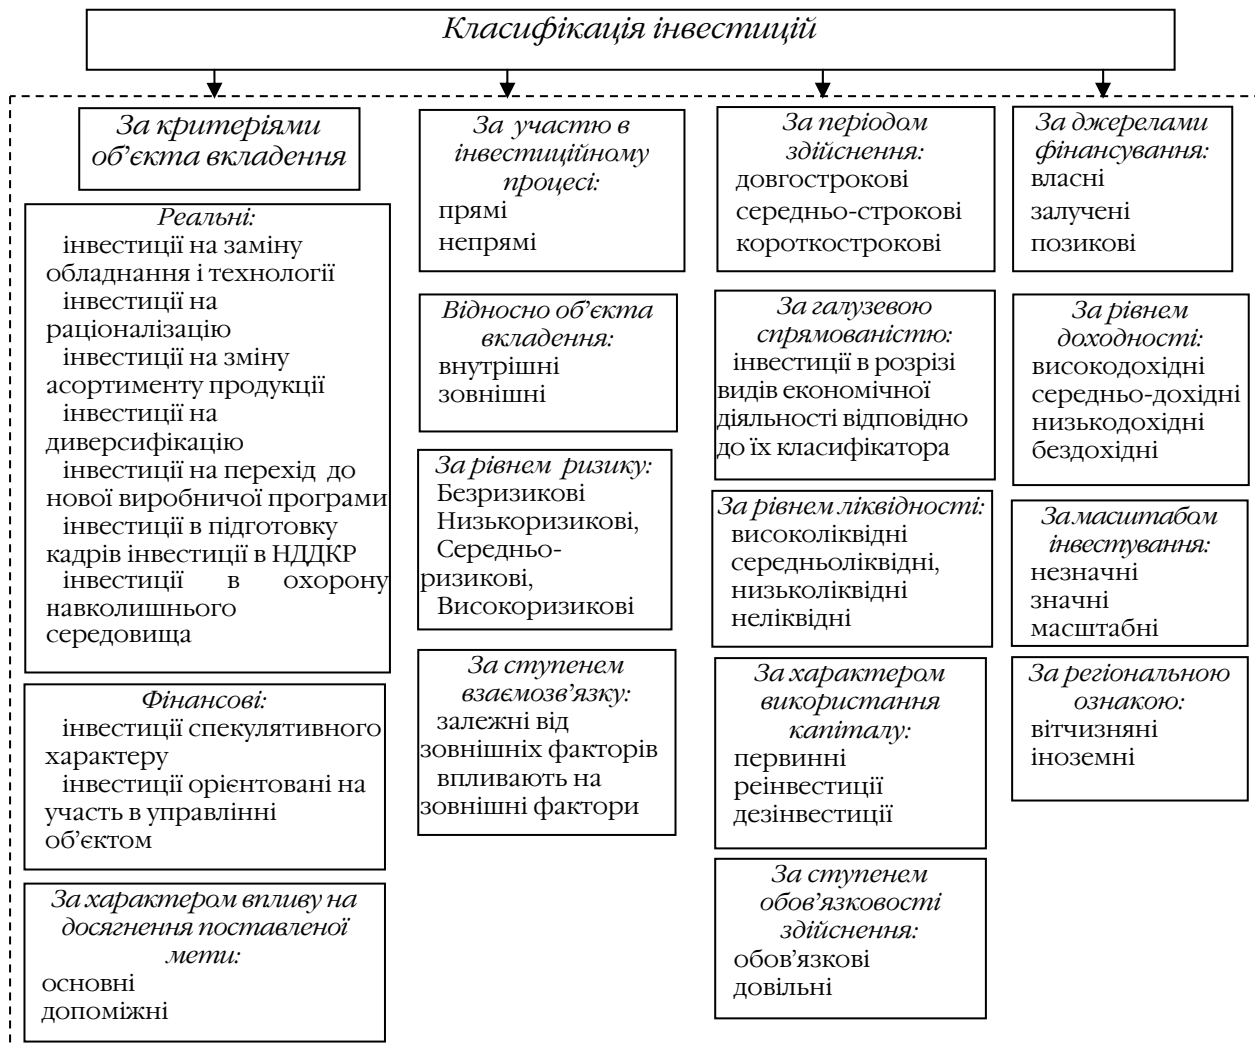 Класифікація інвестицій
За критеріями
об’єкта вкладення
Реальні:
інвестиції на заміну
обладнання і технології
інвестиції на
раціоналізацію
інвестиції на зміну
асортименту продукції
інвестиції на
диверсифікацію
інвестиції на перехід до
нової виробничої програми
інвестиції в підготовку
кадрів інвестиції в НДДКР
інвестиції в охорону
навколишнього
середовища
Фінансові:
інвестиції спекулятивного
характеру
інвестиції орієнтовані на
участь в управлінні
об’єктом
За характером впливу на
досягнення поставленої
мети:
основні
допоміжні
За участю в
інвестиційному
процесі:
прямі
непрямі
Відносно об’єкта
вкладення:
внутрішні
зовнішні
За рівнем ризику:
Безризикові
Низькоризикові,
Середньо-
ризикові,
Високоризикові
За ступенем
взаємозв’язку:
залежні від
зовнішніх факторів
впливають на
зовнішні фактори
За періодом
здійснення:
довгострокові
середньо-строкові
короткострокові
За галузевою
спрямованістю:
інвестиції в розрізі
видів економічної
діяльності відповідно
до їх класифікатора
За рівнем ліквідності:
високоліквідні
середньоліквідні,
низьколіквідні
неліквідні
За характером
використання
капіталу:
первинні
реінвестиції
дезінвестиції
За ступенем
обов’язковості
здійснення:
обов’язкові
довільні
За джерелами
фінансування:
власні
залучені
позикові
За рівнем
доходності:
високодохідні
середньо-дохідні
низькодохідні
бездохідні
За масштабом
інвестування:
незначні
значні
масштабні
За регіональною
ознакою:
вітчизняні
іноземні